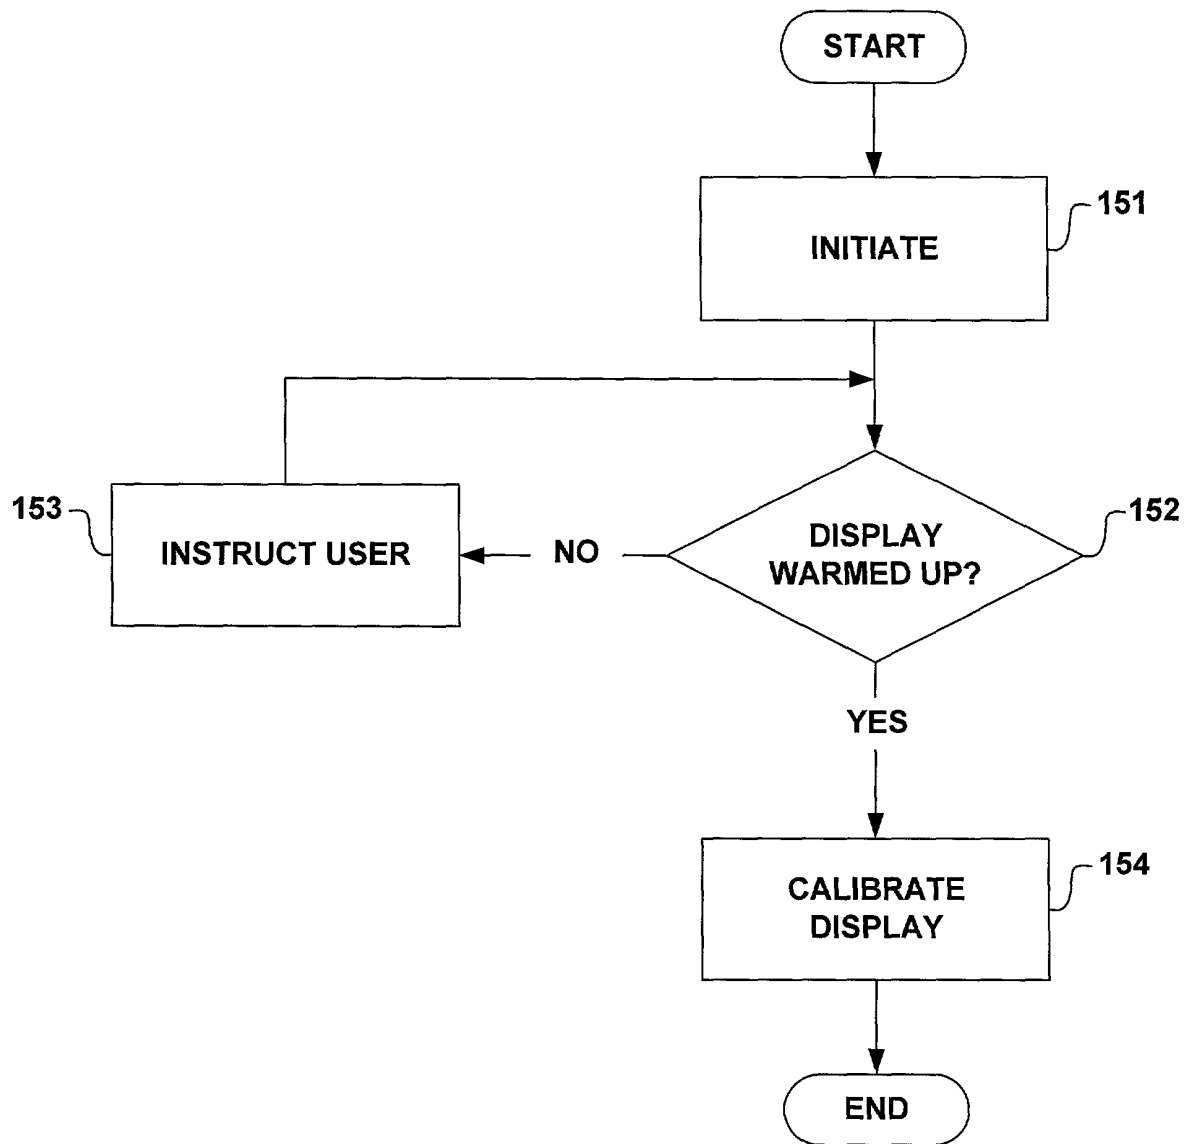 START
INITIATE
151
153
INSTRUCT USER
NO
DISPLAY
WARMED UP?
152
YES
CALIBRATE
DISPLAY
154
END